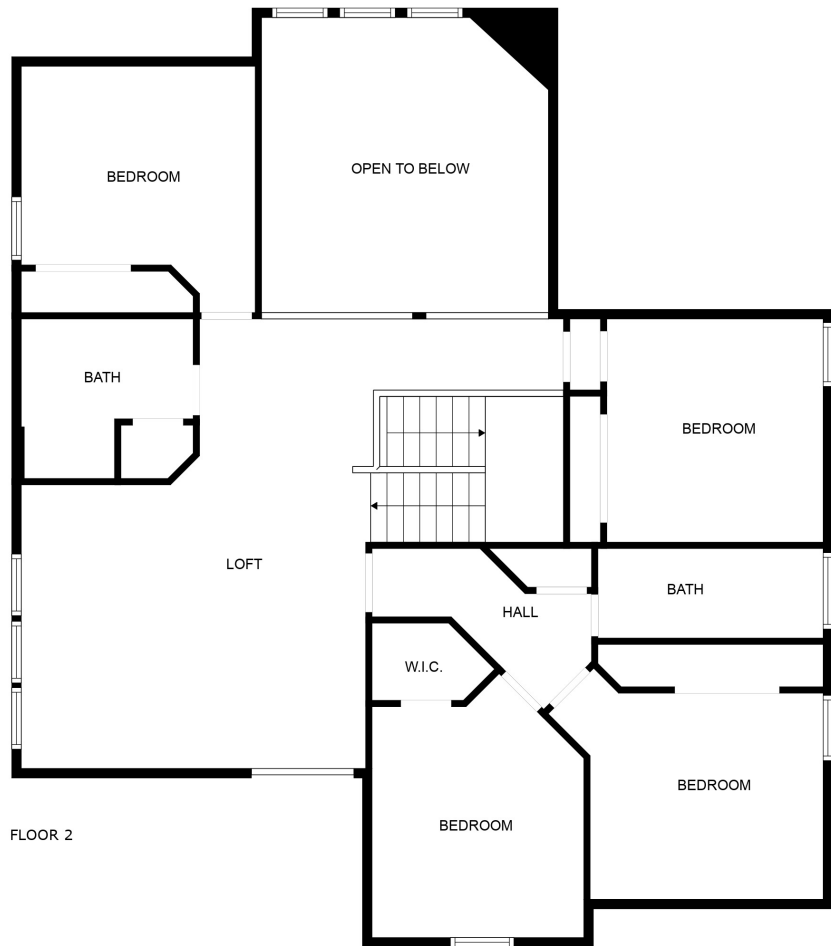 OPEN TO BELOW
BEDROOM
BATH
BEDROOM
LOFT
BATH
HALL
W.I.C.
BEDROOM
BEDROOM
FLOOR 2